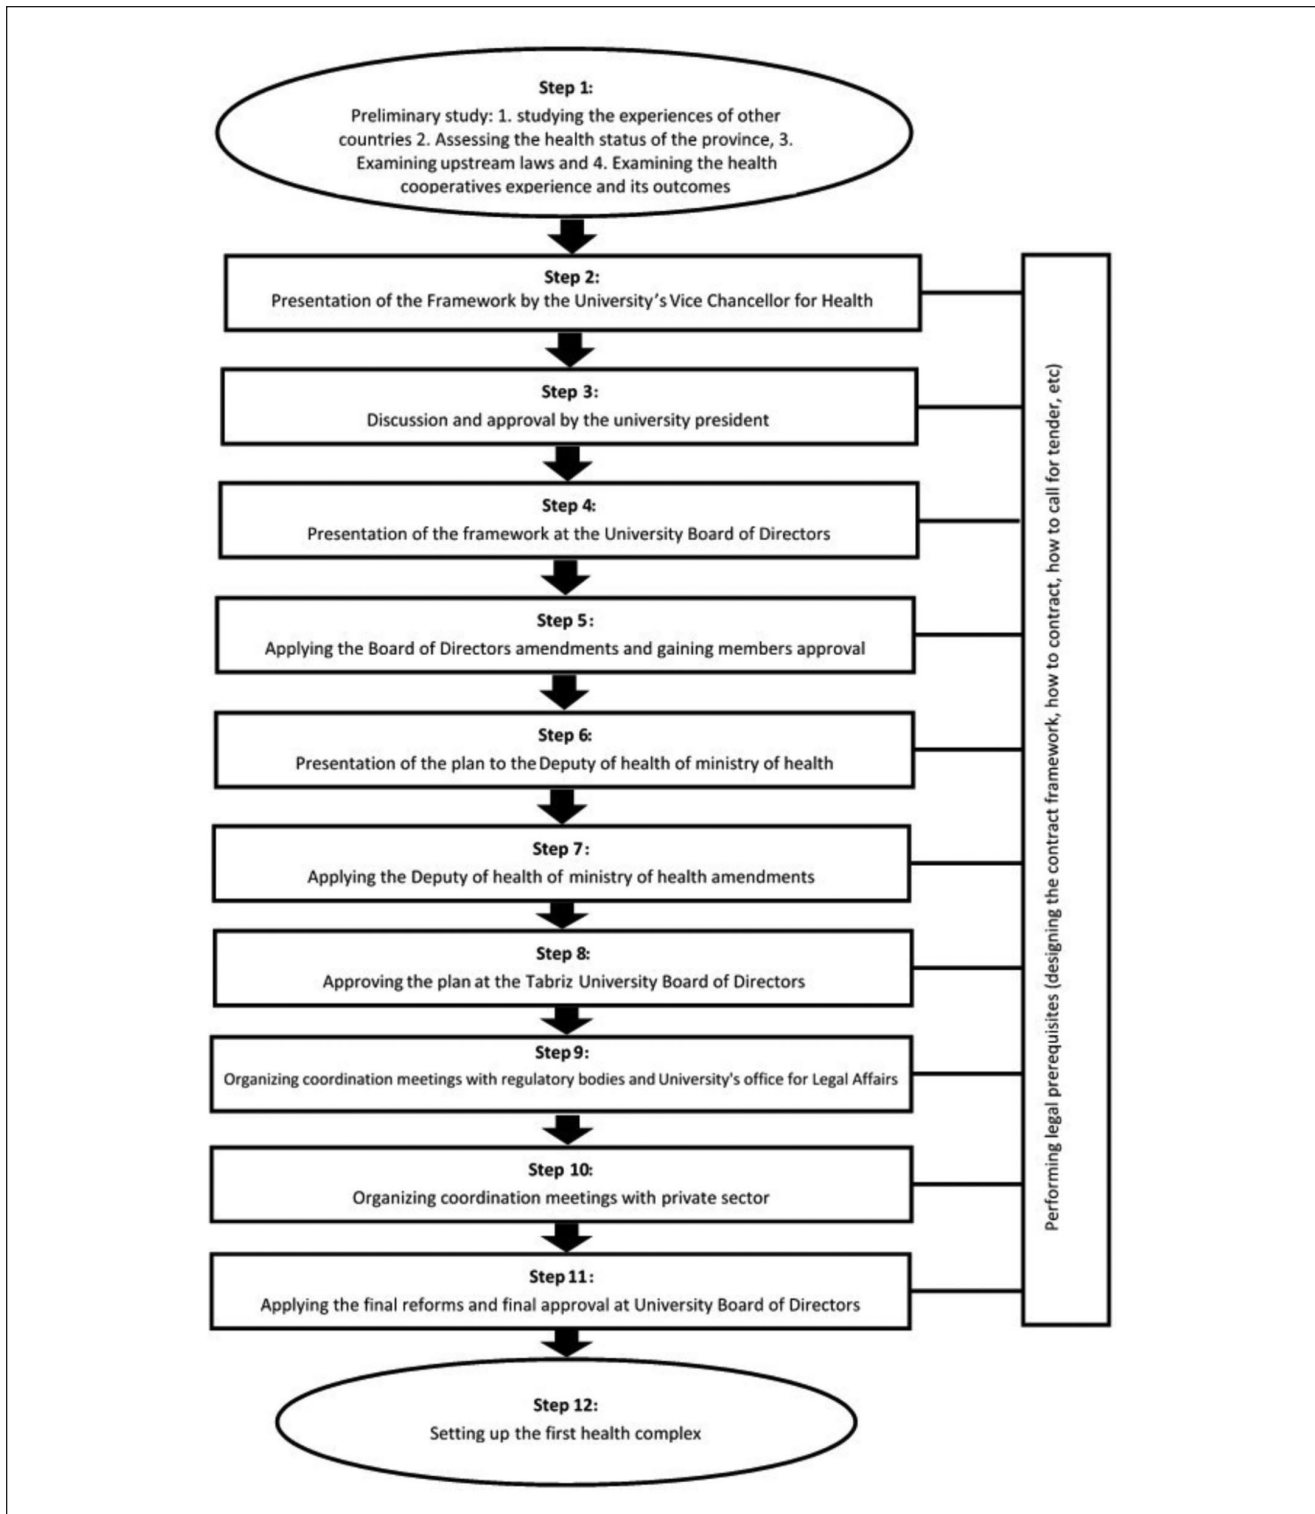 Step 1:
Preliminary study: 1. studying the experiences of other
countries 2. Assessing the health status of the province, 3.
Examining upstream laws and 4. Examining the health
cooperatives experience and its outcomes
Step 2:
Presentation of the Framework by the University's Vice Chancellor for Health
Step 3:
Discussion and approval by the university president
Step 4:
Presentation of the framework at the University Board of Directors
Step 5:
Applying the Board of Directors amendments and gaining members approval
Step 6:
Presentation of the plan to the Deputy of health of ministry of health
Step 7:
Applying the Deputy of health of ministry of health amendments
Step 8:
Approving the plan at the Tabriz University Board of Directors
Step 9:
Organizing coordination meetings with regulatory bodies and University's office for Legal Affairs
Step 10:
Organizing coordination meetings with private sector
Step 11:
Applying the final reforms and final approval at University Board of Directors
Step 12:
Setting up the first health complex
Performing legal prerequisites (designing the contract framework, how to contract, how to call for tender, etc)